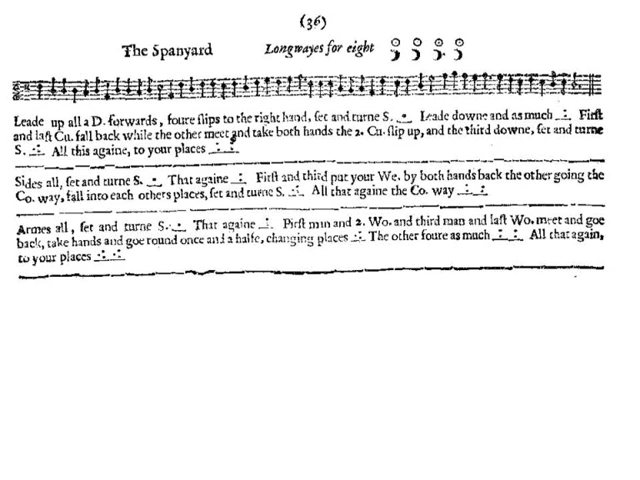 (36)
The Spanyard Longwayes for eight
Leade up all a D. forwards, foure slips to the right hand, set and turne S. Leade downe and as much First
and last Cu. fall back while the other meet and take both hands the 2. Cu. slip up, and the third downe, set and turne
S. All this againe, to your places
Sides all, set and turne S. That againe First and third put your We. by both hands back the other going the
Co. way, fall into each others places, set and turne S. All that againe the Co. way
Armes all, set and turne S. That againe First man and 2. Wo. and third man and last Wo. meet and goe
back, take hands and goe round once and a halfe, changing places The other foure as much All that again,
to your places